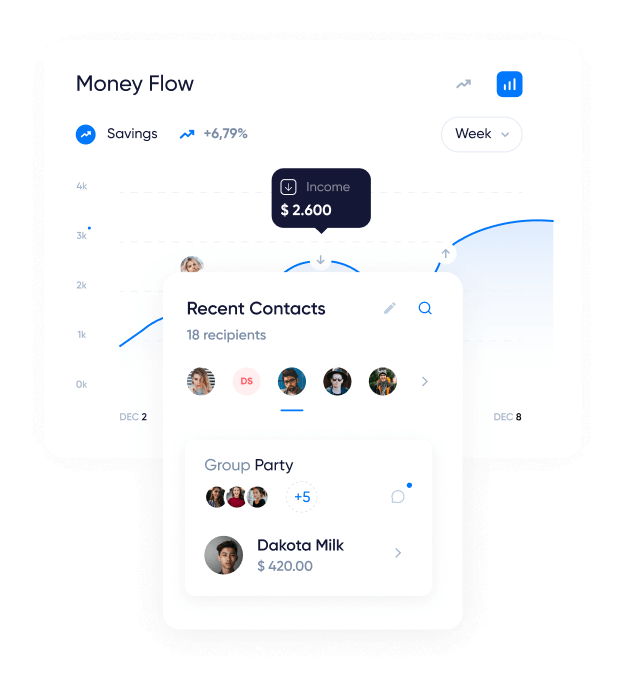 Money Flow
Savings +6,79%
Week
4k
Income
$ 2.600
3k
2k
1k
0k
DEC 2
DEC 8
Recent Contacts
18 recipients
DS
Group Party
+5
Dakota Milk
$ 420.00